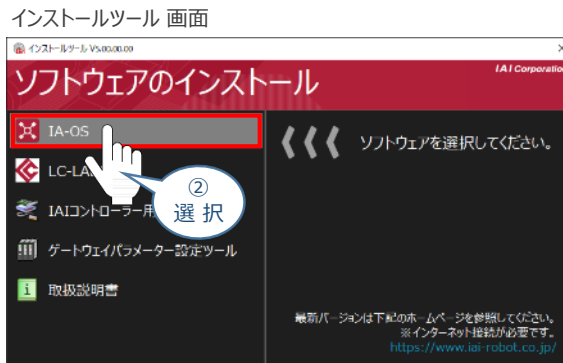 インストールツール 画面
インストールツール V5.00.00.00
ソフトウェアのインストール
IAI Corporatio
IA-OS
ソフトウェアを選択してください。
LC-LA
②
選 択
IAIコントローラー用
ゲートウェイパラメーター設定ツール
取扱説明書
最新バージョンは下記のホームページを参照してください。
※インターネット接続が必要です。
https://www.iai-robot.co.jp/